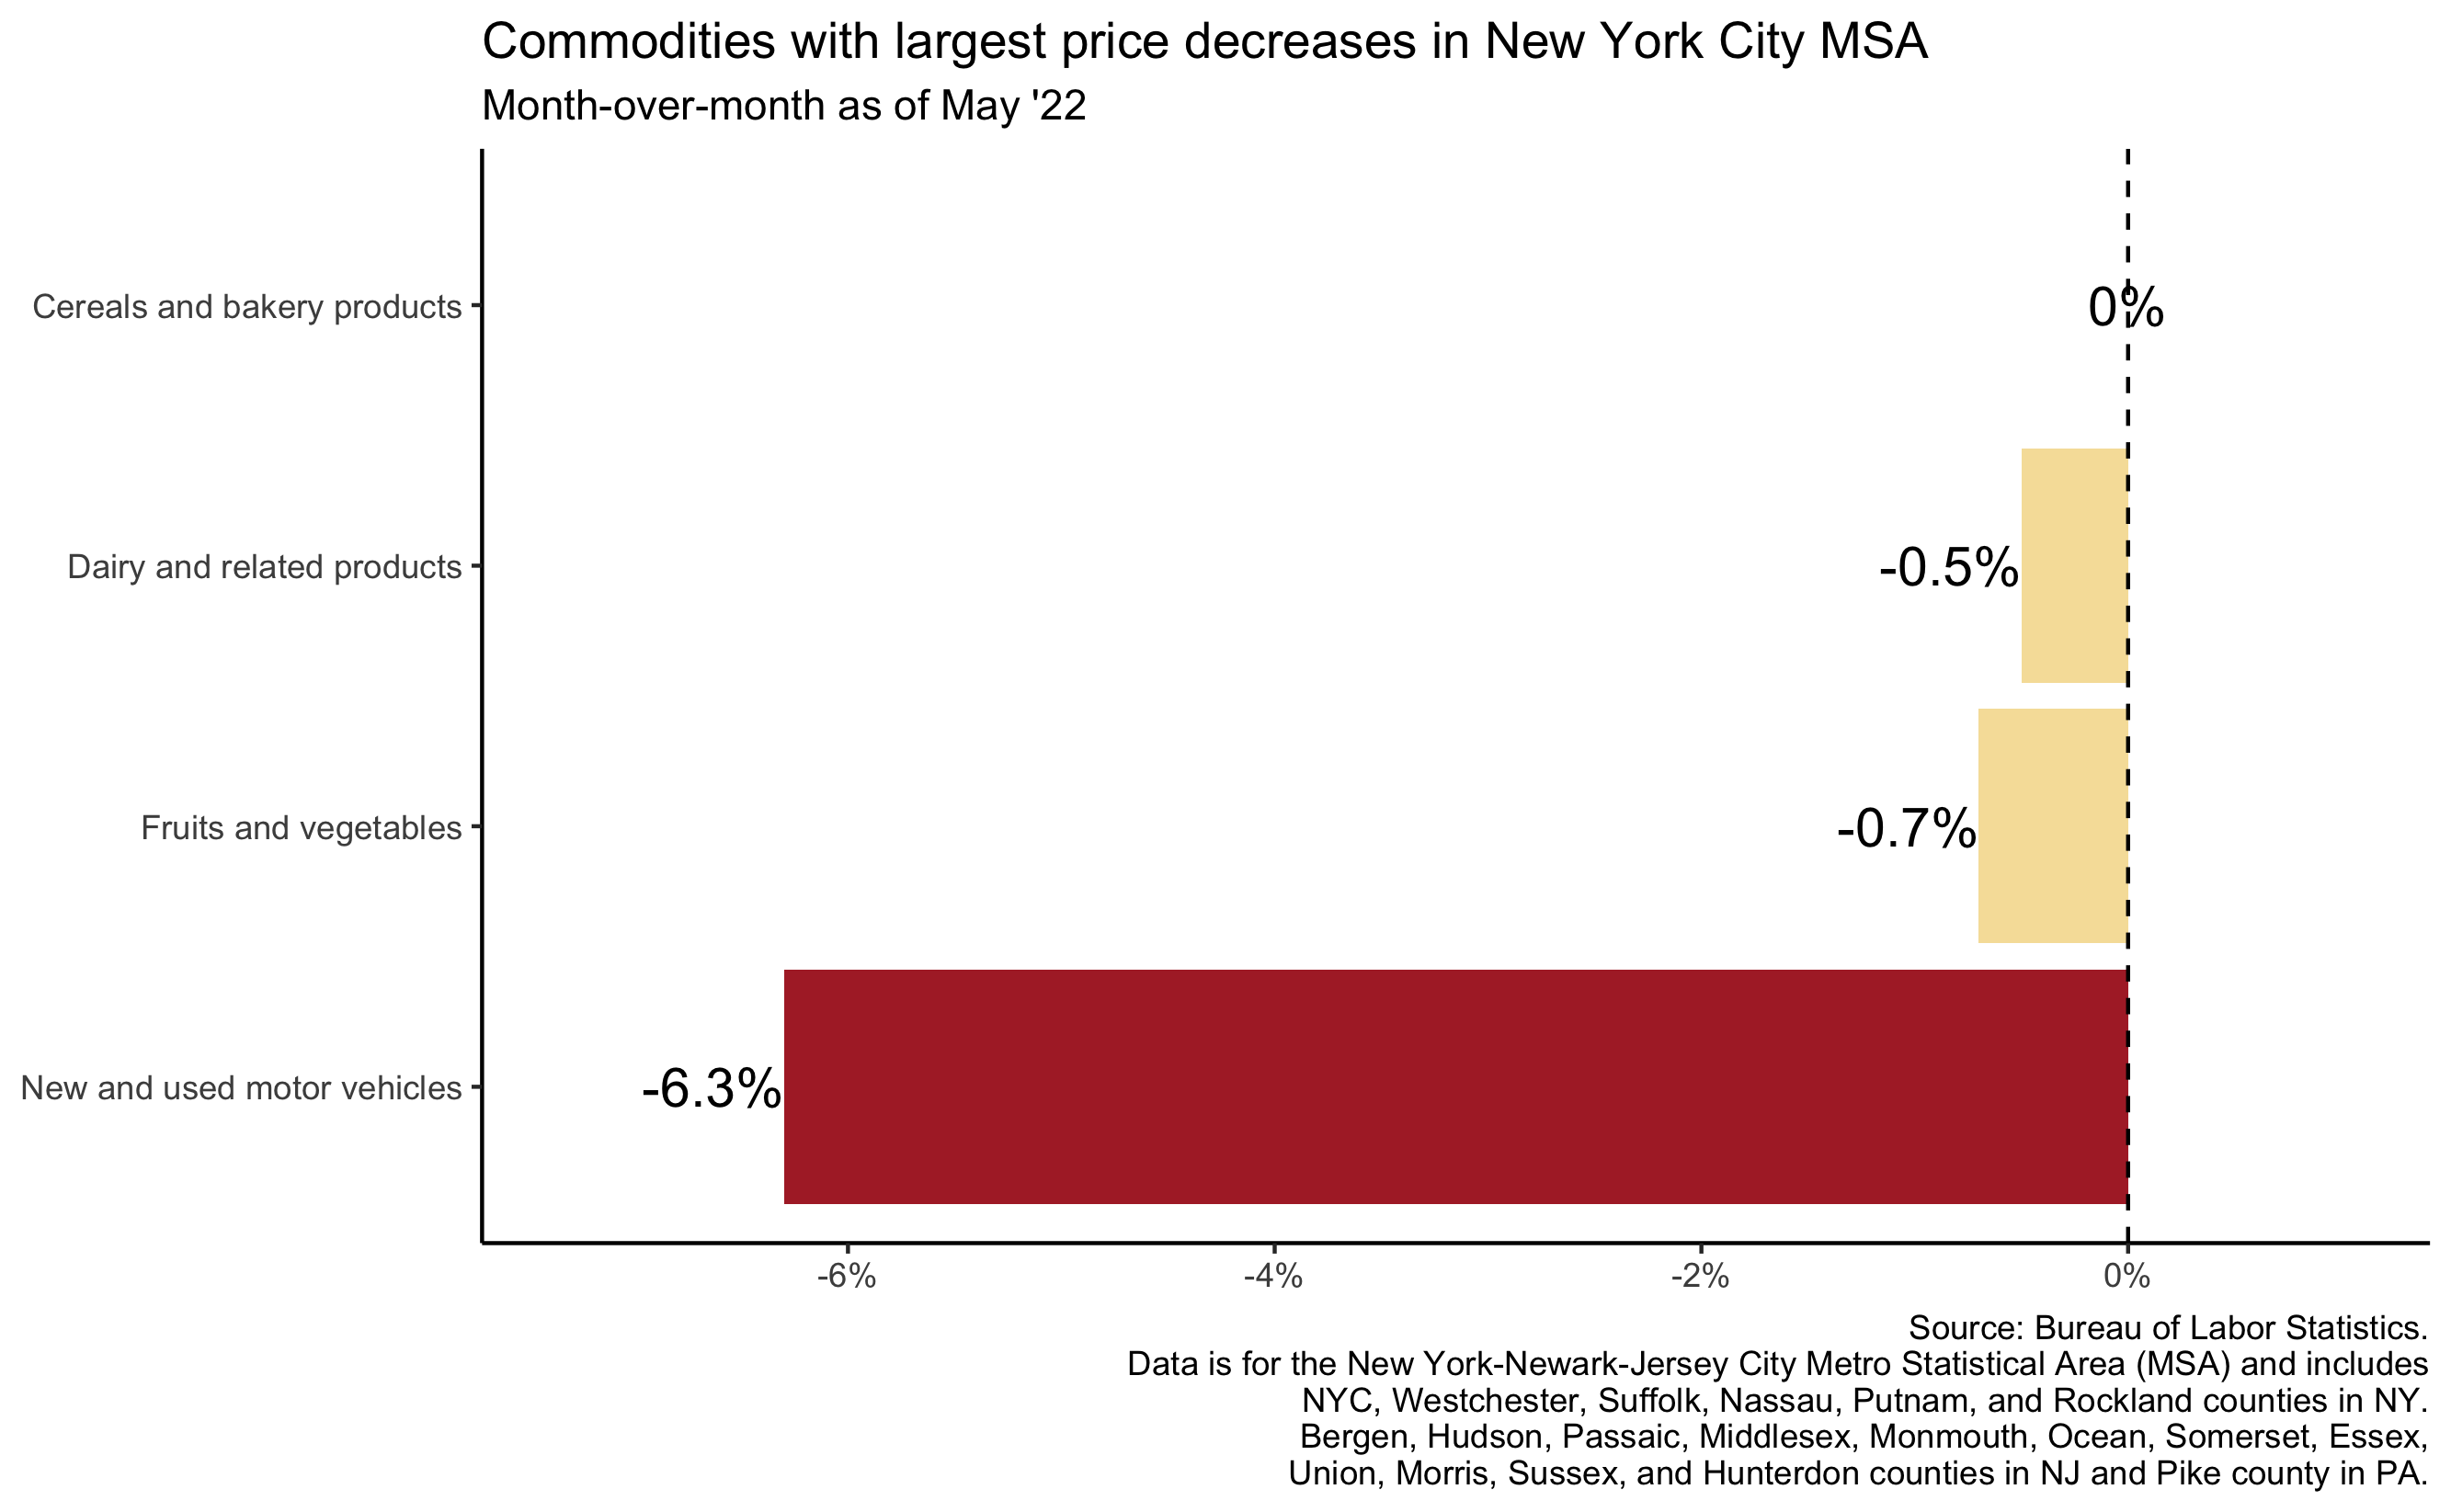 Commodities with largest price decreases in New York City MSA
Month-over-month as of May '22
Cereals and bakery products
0%
Dairy and related products
-0.5%
Fruits and vegetables
-0.7%
New and used motor vehicles
-6.3%
-6%
-4%
-2%
0%
Source: Bureau of Labor Statistics.
Data is for the New York-Newark-Jersey City Metro Statistical Area (MSA) and includes
NYC, Westchester, Suffolk, Nassau, Putnam, and Rockland counties in NY.
Bergen, Hudson, Passaic, Middlesex, Monmouth, Ocean, Somerset, Essex,
Union, Morris, Sussex, and Hunterdon counties in NJ and Pike county in PA.